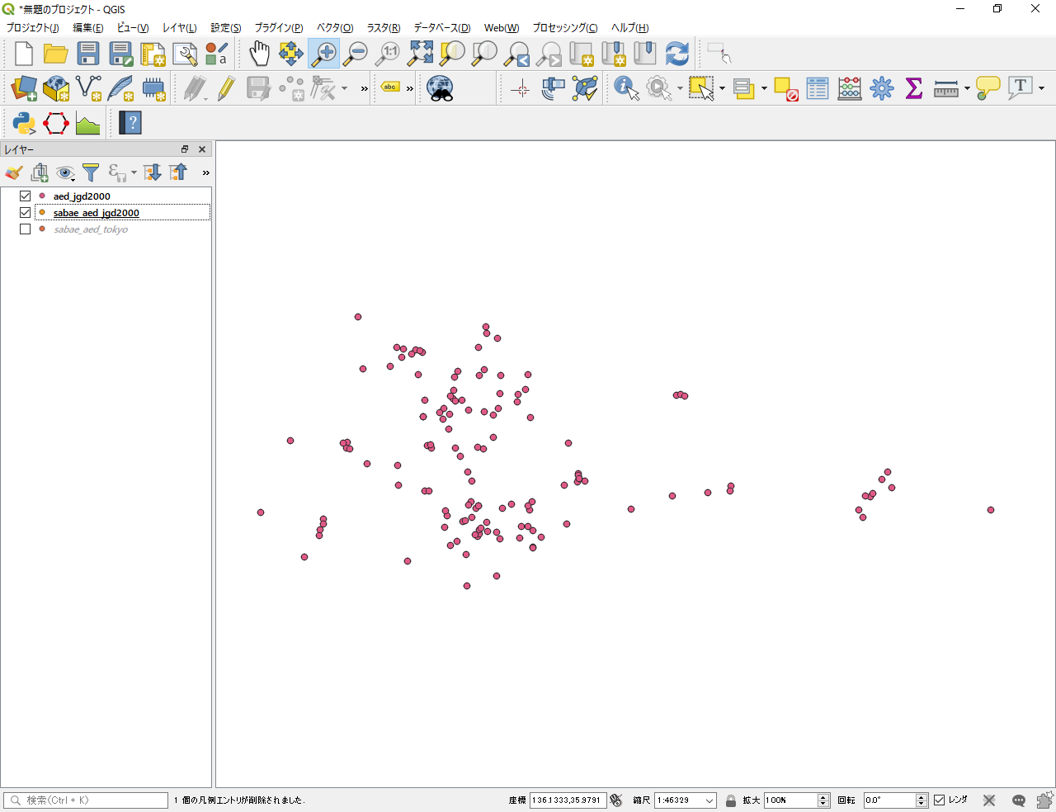 *無題のプロジェクト - QGIS
プロジェクト(J) 編集(E) ビュー(V) レイヤ(L) 設定(S) プラグイン(P) ベクタ(O) ラスタ(R) データベース(D) Web(W) プロセッシング(C) ヘルプ(H)
1:1
a
abc
»
»
T
?
レイヤー
ε
»
aed_jgd2000
sabae_aed_jgd2000
sabae_aed_tokyo
検索(Ctrl + K) 1 個の凡例エントリが削除されました. 座標 136.1333,35.9791 縮尺 1:46329 拡大 100% 回転 0.0° レンダ